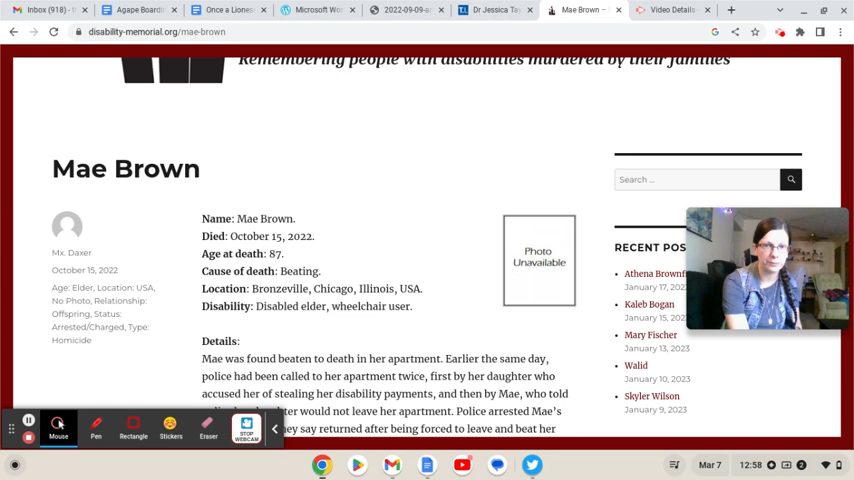 Inbox (918) - t
Agape Boardin
Once a Lioness
Microsoft Wor
2022-09-09-ar
Dr Jessica Tay
Mae Brown –
Video Details
disability-memorial.org/mae-brown
Remembering people with disabilities murdered by their families
Mae Brown
Search …
Mx. Daxer
October 15, 2022
Age: Elder, Location: USA,
No Photo, Relationship:
Offspring, Status:
Arrested/Charged, Type:
Homicide
Name: Mae Brown.
Died: October 15, 2022.
Age at death: 87.
Cause of death: Beating.
Location: Bronzeville, Chicago, Illinois, USA.
Disability: Disabled elder, wheelchair user.
Photo
Unavailable
Details:
Mae was found beaten to death in her apartment. Earlier the same day,
police had been called to her apartment twice, first by her daughter who
accused her of stealing her disability payments, and then by Mae, who told
would not leave her apartment. Police arrested Mae's
they say returned after being forced to leave and beat her
RECENT POS
Athena Brownf
January 17, 202
Kaleb Bogan
January 15, 202
Mary Fischer
January 13, 2023
Walid
January 10, 2023
Skyler Wilson
January 9, 2023
Mouse
Pen
Rectangle
Stickers
Eraser
STOP
WEBCAM
Mar 7
12:58
2